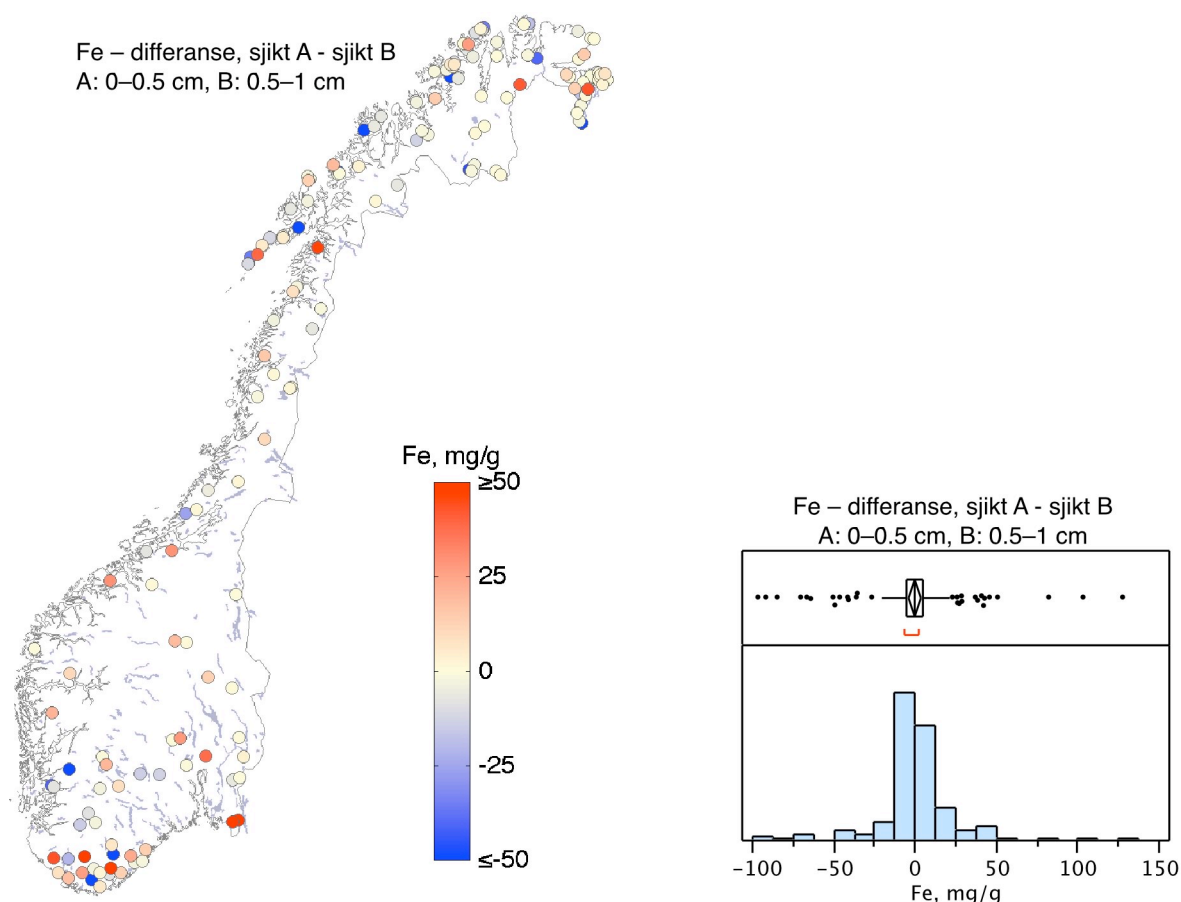 Fe – differanse, sjikt A - sjikt B
A: 0–0.5 cm, B: 0.5–1 cm
Fe, mg/g
≥50
25
0
-25
≤-50
Fe – differanse, sjikt A - sjikt B
A: 0–0.5 cm, B: 0.5–1 cm
−100 −50 0 50 100 150
Fe, mg/g